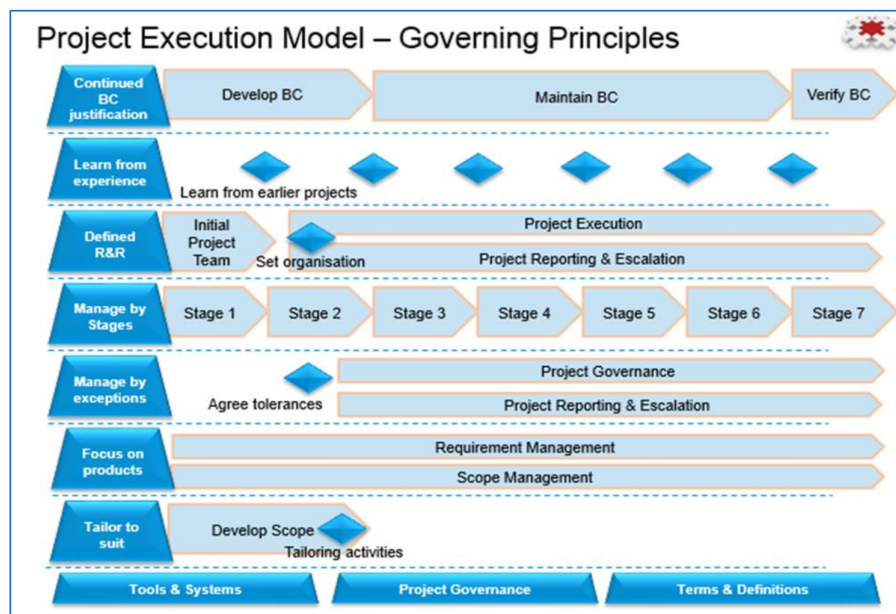 Project Execution Model – Governing Principles
Continued
BC
justification
Develop BC
Maintain BC
Verify BC
Learn from
experience
Learn from earlier projects
Defined
R&R
Initial
Project
Team
Set organisation
Project Execution
Project Reporting & Escalation
Manage by
Stages
Stage 1
Stage 2
Stage 3
Stage 4
Stage 5
Stage 6
Stage 7
Manage by
exceptions
Agree tolerances
Project Governance
Project Reporting & Escalation
Focus on
products
Requirement Management
Scope Management
Tailor to
suit
Develop Scope
Tailoring activities
Tools & Systems
Project Governance
Terms & Definitions